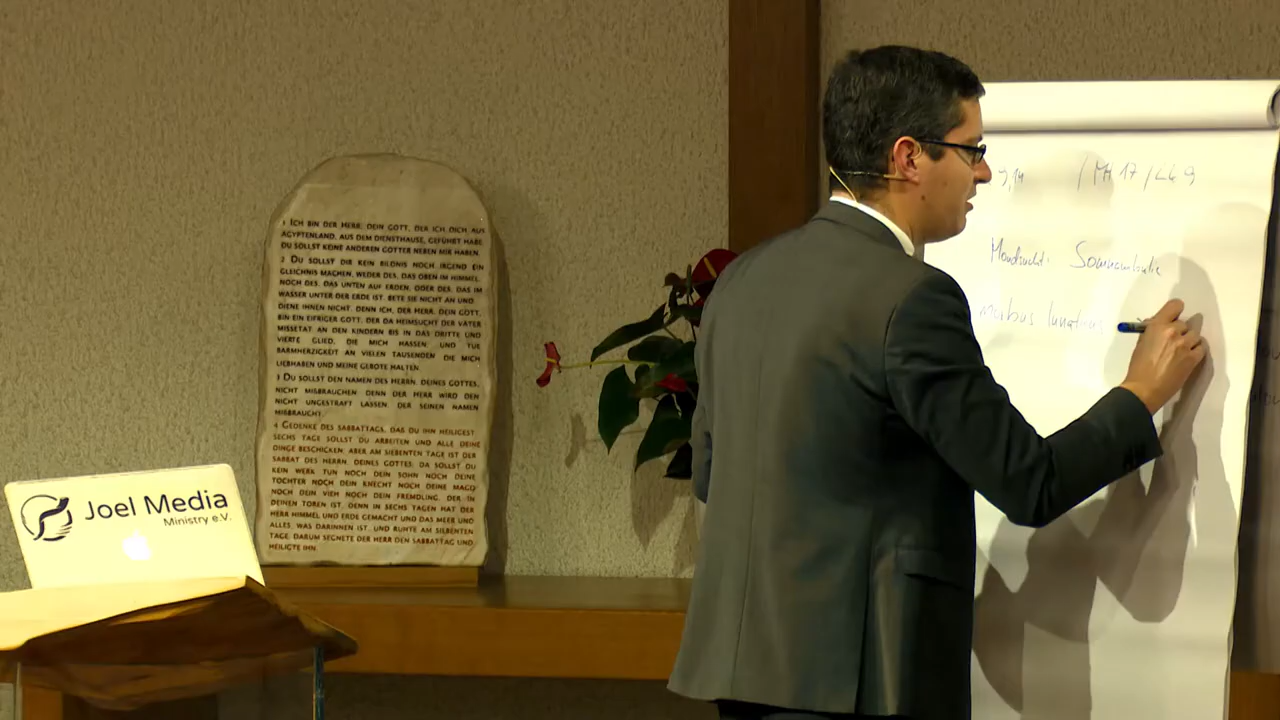 Joel Media
Ministry e.V.
1 ICH BIN DER HERR, DEIN GOTT, DER ICH DICH AUS
ÄGYPTENLAND, AUS DEM DIENSTHAUSE, GEFÜHRT HABE
DU SOLLST KEINE ANDEREN GÖTTER NEBEN MIR HABEN.
2 DU SOLLST DIR KEIN BILDNIS NOCH IRGEND EIN
GLEICHNIS MACHEN, WEDER DES, DAS OBEN IM HIMMEL,
NOCH DES, DAS UNTEN AUF ERDEN, ODER DES, DAS IM
WASSER UNTER DER ERDE IST. BETE SIE NICHT AN UND
DIENE IHNEN NICHT. DENN ICH, DER HERR, DEIN GOTT,
BIN EIN EIFRIGER GOTT, DER DA HEIMSUCHT DER VÄTER
MISSETAT AN DEN KINDERN BIS IN DAS DRITTE UND
VIERTE GLIED, DIE MICH HASSEN UND TUE
BARMHERZIGKEIT AN VIELEN TAUSENDEN DIE MICH
LIEBHABEN UND MEINE GEBOTE HALTEN.
3 DU SOLLST DEN NAMEN DES HERRN, DEINES GOTTES,
NICHT MIßBRAUCHEN DENN DER HERR WIRD DEN
NICHT UNGESTRAFT LASSEN, DER SEINEN NAMEN
MIßBRAUCHT.
4 GEDENKE DES SABBATTAGS, DAß DU IHN HEILIGEST.
SECHS TAGE SOLLST DU ARBEITEN UND ALLE DEINE
DINGE BESCHICKEN; ABER AM SIEBENTEN TAGE IST DER
SABBAT DES HERRN, DEINES GOTTES. DA SOLLST DU
KEIN WERK TUN NOCH DEIN SOHN NOCH DEINE
TOCHTER NOCH DEIN KNECHT NOCH DEINE MAGD
NOCH DEIN VIEH NOCH DEIN FREMDLING, DER IN
DEINEN TOREN IST. DENN IN SECHS TAGEN HAT DER
HERR HIMMEL UND ERDE GEMACHT UND DAS MEER UND
ALLES, WAS DARINNEN IST, UND RUHTE AM SIEBENTEN
TAGE. DARUM SEGNETE DER HERR DEN SABBATTAG UND
HEILIGTE IHN.
9,14 / Mt 17 / Lk 9
Mondsucht: Somnambulie
Morbus lunaticus